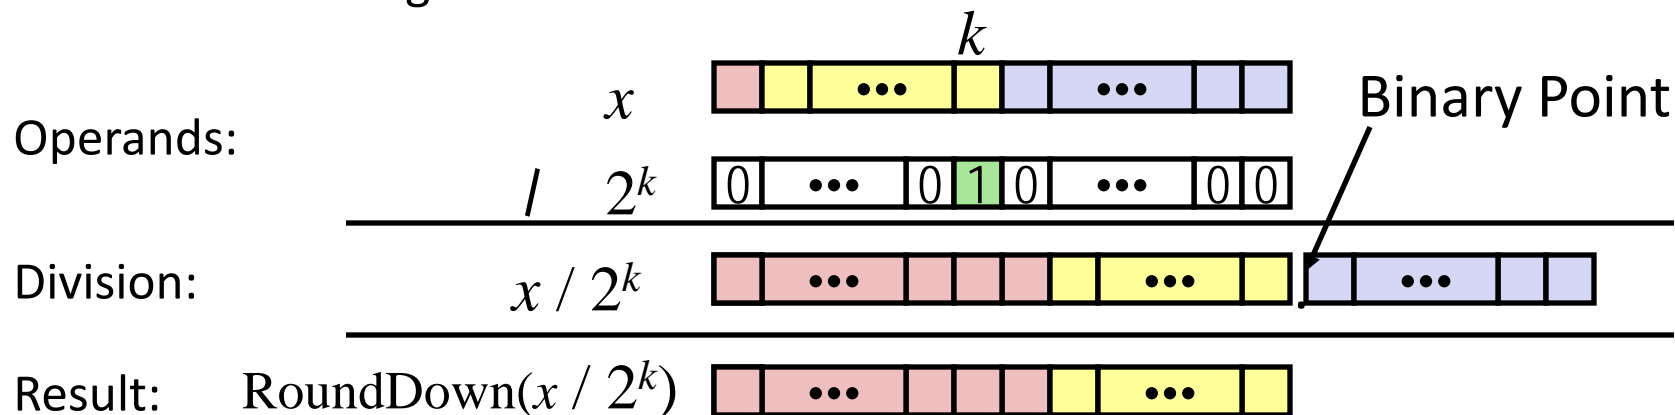 k
x ••• •••
Binary Point
Operands:
/ 2^k 0 ••• 0 1 0 ••• 0 0
Division: x / 2^k ••• ••• . •••
Result: RoundDown(x / 2^k) ••• •••